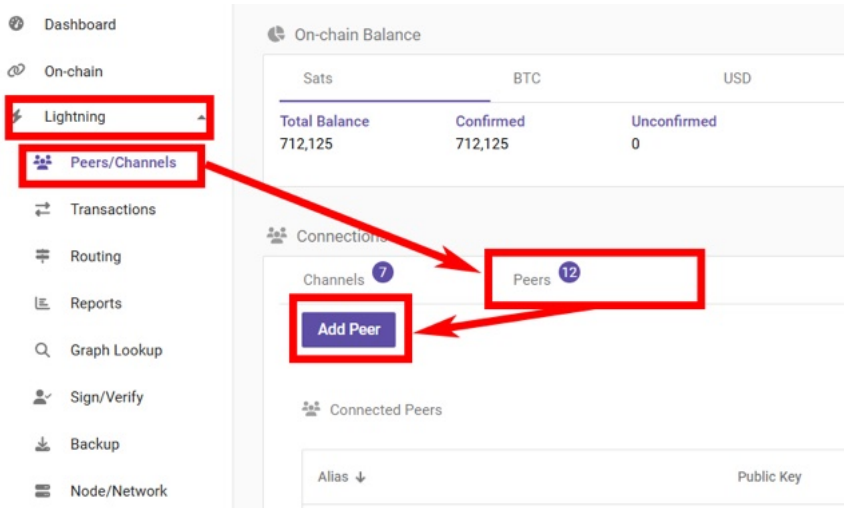 Dashboard
On-chain
Lightning
Peers/Channels
Transactions
Routing
Reports
Graph Lookup
Sign/Verify
Backup
Node/Network
On-chain Balance
Sats BTC USD
Total Balance Confirmed Unconfirmed
712,125 712,125 0
Connections
Channels 7 Peers 12
Add Peer
Connected Peers
Alias Public Key